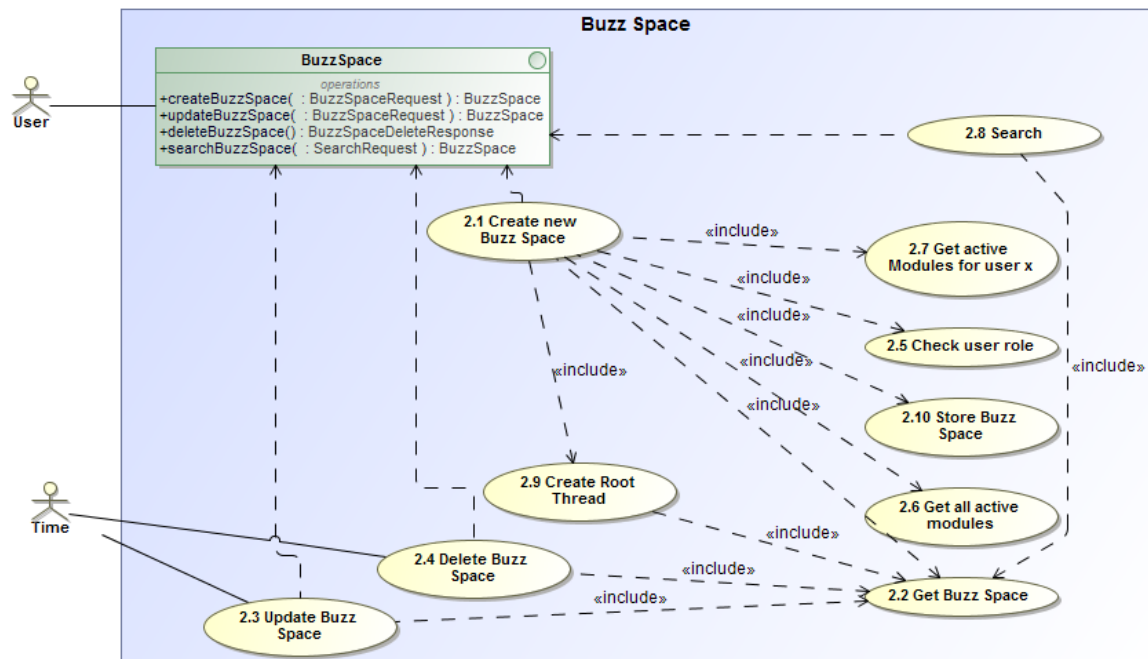 Buzz Space
BuzzSpace
operations
+createBuzzSpace( : BuzzSpaceRequest ) : BuzzSpace
+updateBuzzSpace( : BuzzSpaceRequest ) : BuzzSpace
+deleteBuzzSpace() : BuzzSpaceDeleteResponse
+searchBuzzSpace( : SearchRequest ) : BuzzSpace
User
2.8 Search
2.1 Create new
Buzz Space
«include»
2.7 Get active
Modules for user x
«include»
«include»
2.5 Check user role
«include»
«include»
«include»
«include»
2.10 Store Buzz
Space
2.9 Create Root
Thread
2.6 Get all active
modules
Time
«include»
2.4 Delete Buzz
Space
«include»
«include»
2.2 Get Buzz Space
2.3 Update Buzz
Space